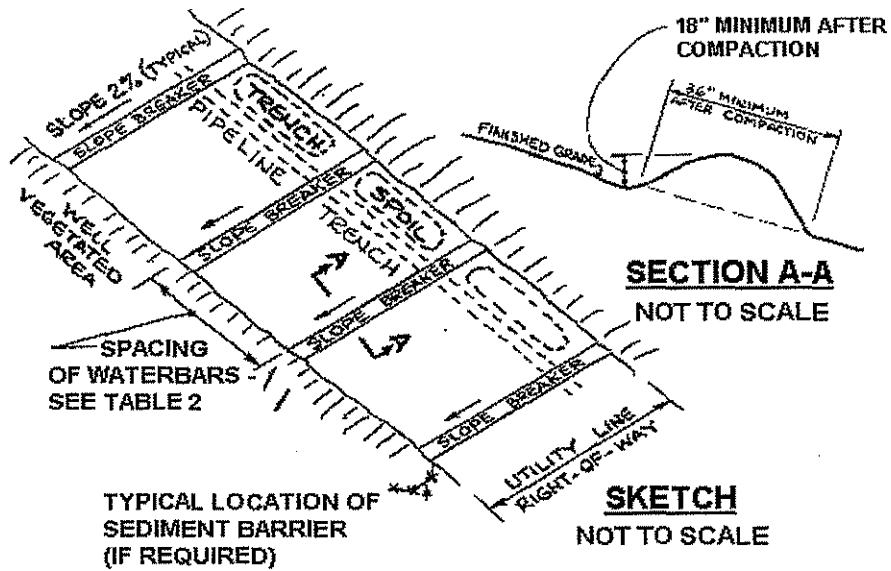 18" MINIMUM AFTER
COMPACTION
36" MINIMUM
AFTER COMPACTION
FINISHED GRADE
SECTION A-A
NOT TO SCALE
SLOPE 2% (TYPICAL)
SLOPE BREAKER
TRENCH
PIPE LINE
SLOPE BREAKER
SPOIL
TRENCH
WELL
VEGETATED
AREA
A
SLOPE BREAKER
A
SLOPE BREAKER
SPACING
OF WATERBARS -
SEE TABLE 2
UTILITY LINE
RIGHT-OF-WAY
TYPICAL LOCATION OF
SEDIMENT BARRIER
(IF REQUIRED)
SKETCH
NOT TO SCALE